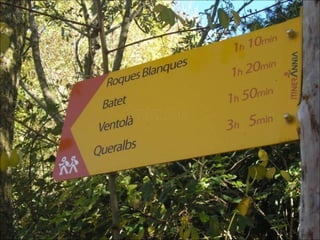 Roques Blanques 1h 10min
Batet 1h 20min
Ventolà 1h 50min
Queralbs 3h 5min